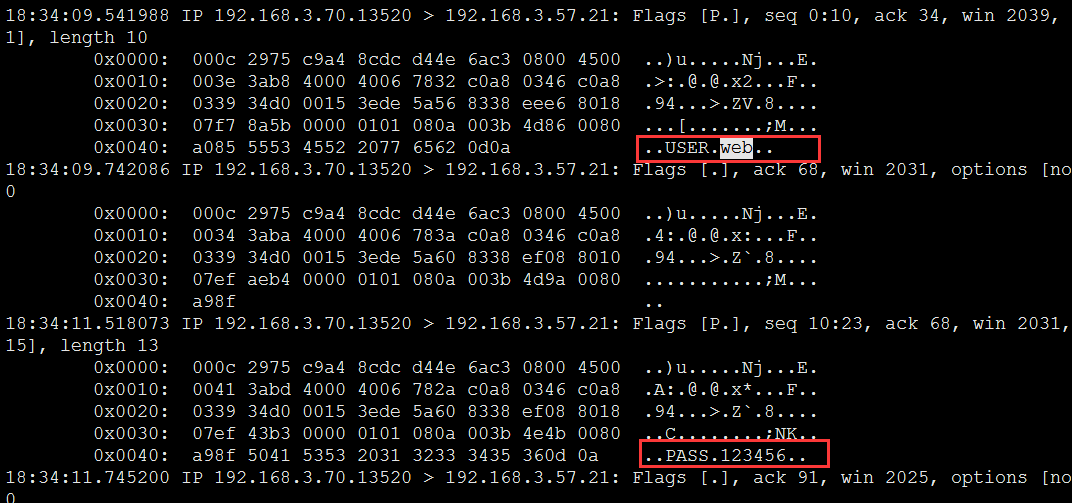 18:34:09.541988 IP 192.168.3.70.13520 > 192.168.3.57.21: Flags [P.], seq 0:10, ack 34, win 2039,
1], length 10
0x0000: 000c 2975 c9a4 8cdc d44e 6ac3 0800 4500 ..)u.....Nj...E.
0x0010: 003e 3ab8 4000 4006 7832 c0a8 0346 c0a8 .>:.@.@.x2...F..
0x0020: 0339 34d0 0015 3ede 5a56 8338 eee6 8018 .94...>.ZV.8....
0x0030: 07f7 8a5b 0000 0101 080a 003b 4d86 0080 ...[.......;M...
0x0040: a085 5553 4552 2077 6562 0d0a ..USER.web..
18:34:09.742086 IP 192.168.3.70.13520 > 192.168.3.57.21: Flags [.], ack 68, win 2031, options [no
0
0x0000: 000c 2975 c9a4 8cdc d44e 6ac3 0800 4500 ..)u.....Nj...E.
0x0010: 0034 3aba 4000 4006 783a c0a8 0346 c0a8 .4:.@.@.x:...F..
0x0020: 0339 34d0 0015 3ede 5a60 8338 ef08 8010 .94...>.Z`.8....
0x0030: 07ef aeb4 0000 0101 080a 003b 4d9a 0080 ...........;M...
0x0040: a98f ..
18:34:11.518073 IP 192.168.3.70.13520 > 192.168.3.57.21: Flags [P.], seq 10:23, ack 68, win 2031,
15], length 13
0x0000: 000c 2975 c9a4 8cdc d44e 6ac3 0800 4500 ..)u.....Nj...E.
0x0010: 0041 3abd 4000 4006 782a c0a8 0346 c0a8 .A:.@.@.x*...F..
0x0020: 0339 34d0 0015 3ede 5a60 8338 ef08 8018 .94...>.Z`.8....
0x0030: 07ef 43b3 0000 0101 080a 003b 4e4b 0080 ..C........;NK..
0x0040: a98f 5041 5353 2031 3233 3435 360d 0a ..PASS.123456..
18:34:11.745200 IP 192.168.3.70.13520 > 192.168.3.57.21: Flags [.], ack 91, win 2025, options [no
0